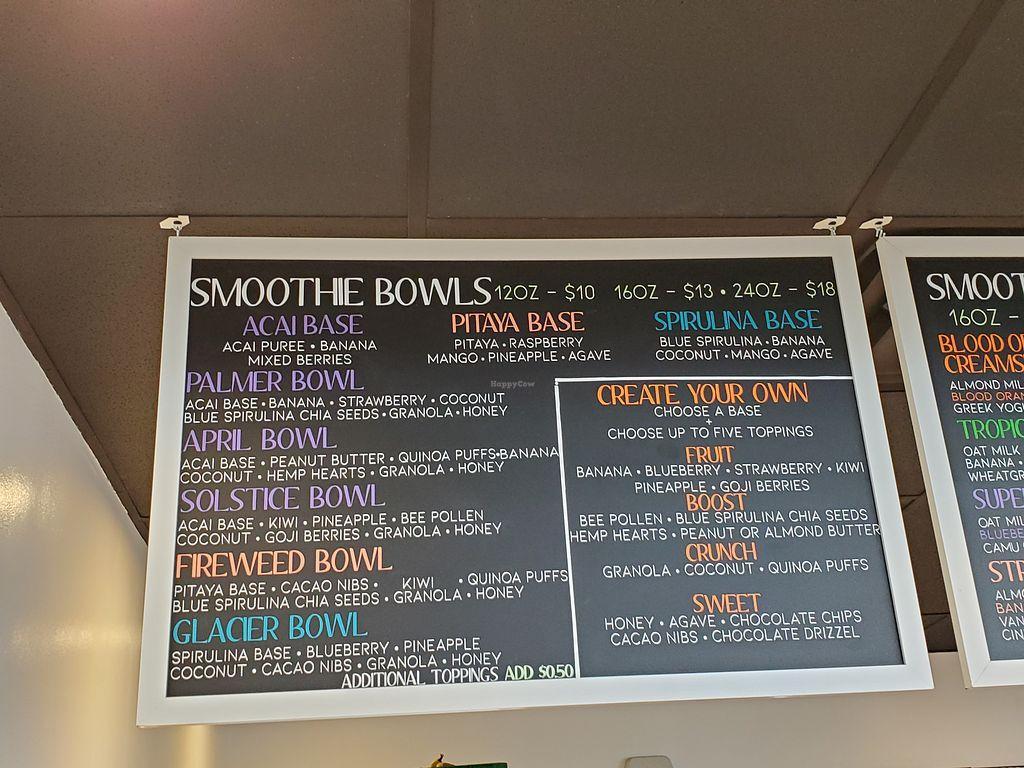 SMOOTHIE BOWLS 12OZ - $10 16OZ - $13 • 24OZ - $18
ACAI BASE
ACAI PUREE • BANANA
MIXED BERRIES
PITAYA BASE
PITAYA • RASPBERRY
MANGO • PINEAPPLE • AGAVE
SPIRULINA BASE
BLUE SPIRULINA • BANANA
COCONUT • MANGO • AGAVE
PALMER BOWL
ACAI BASE • BANANA • STRAWBERRY • COCONUT
BLUE SPIRULINA CHIA SEEDS • GRANOLA • HONEY
APRIL BOWL
ACAI BASE • PEANUT BUTTER • QUINOA PUFFS•BANANA
COCONUT • HEMP HEARTS • GRANOLA • HONEY
SOLSTICE BOWL
ACAI BASE • KIWI • PINEAPPLE • BEE POLLEN
COCONUT • GOJI BERRIES • GRANOLA • HONEY
FIREWEED BOWL
PITAYA BASE • CACAO NIBS • KIWI • QUINOA PUFFS
BLUE SPIRULINA CHIA SEEDS • GRANOLA • HONEY
GLACIER BOWL
SPIRULINA BASE • BLUEBERRY • PINEAPPLE
COCONUT • CACAO NIBS • GRANOLA • HONEY
ADDITIONAL TOPPINGS ADD $0.50
HappyCow
CREATE YOUR OWN
CHOOSE A BASE
+
CHOOSE UP TO FIVE TOPPINGS
FRUIT
BANANA • BLUEBERRY • STRAWBERRY • KIWI
PINEAPPLE • GOJI BERRIES
BOOST
BEE POLLEN • BLUE SPIRULINA CHIA SEEDS
HEMP HEARTS • PEANUT OR ALMOND BUTTER
CRUNCH
GRANOLA • COCONUT • QUINOA PUFFS
SWEET
HONEY • AGAVE • CHOCOLATE CHIPS
CACAO NIBS • CHOCOLATE DRIZZEL
SMOOT
16OZ -
BLOOD O
CREAMS
ALMOND MIL
BLOOD ORAN
GREEK YOG
TROPIC
OAT MILK
BANANA •
WHEATGR
SUPE
OAT MIL
BLUEBE
CAMU
STR
ALMO
BAN
VAN
CIN